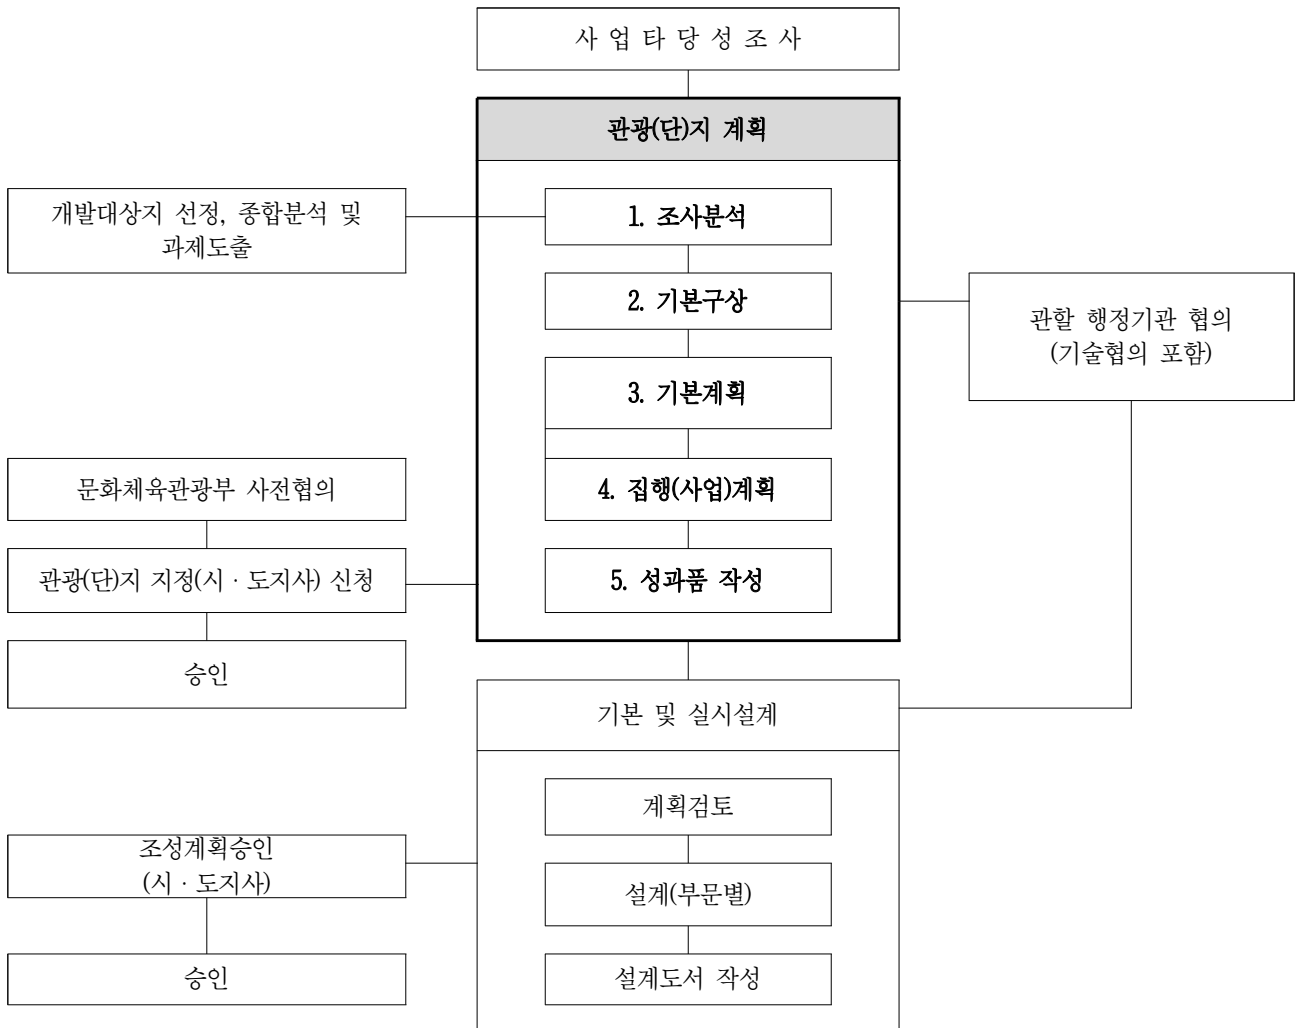 사 업 타 당 성 조 사
관광(단)지 계획
개발대상지 선정, 종합분석 및
과제도출
1. 조사분석
2. 기본구상
관할 행정기관 협의
(기술협의 포함)
3. 기본계획
문화체육관광부 사전협의
4. 집행(사업)계획
관광(단)지 지정(시 · 도지사) 신청
5. 성과품 작성
승인
기본 및 실시설계
계획검토
조성계획승인
(시 · 도지사)
설계(부문별)
승인
설계도서 작성